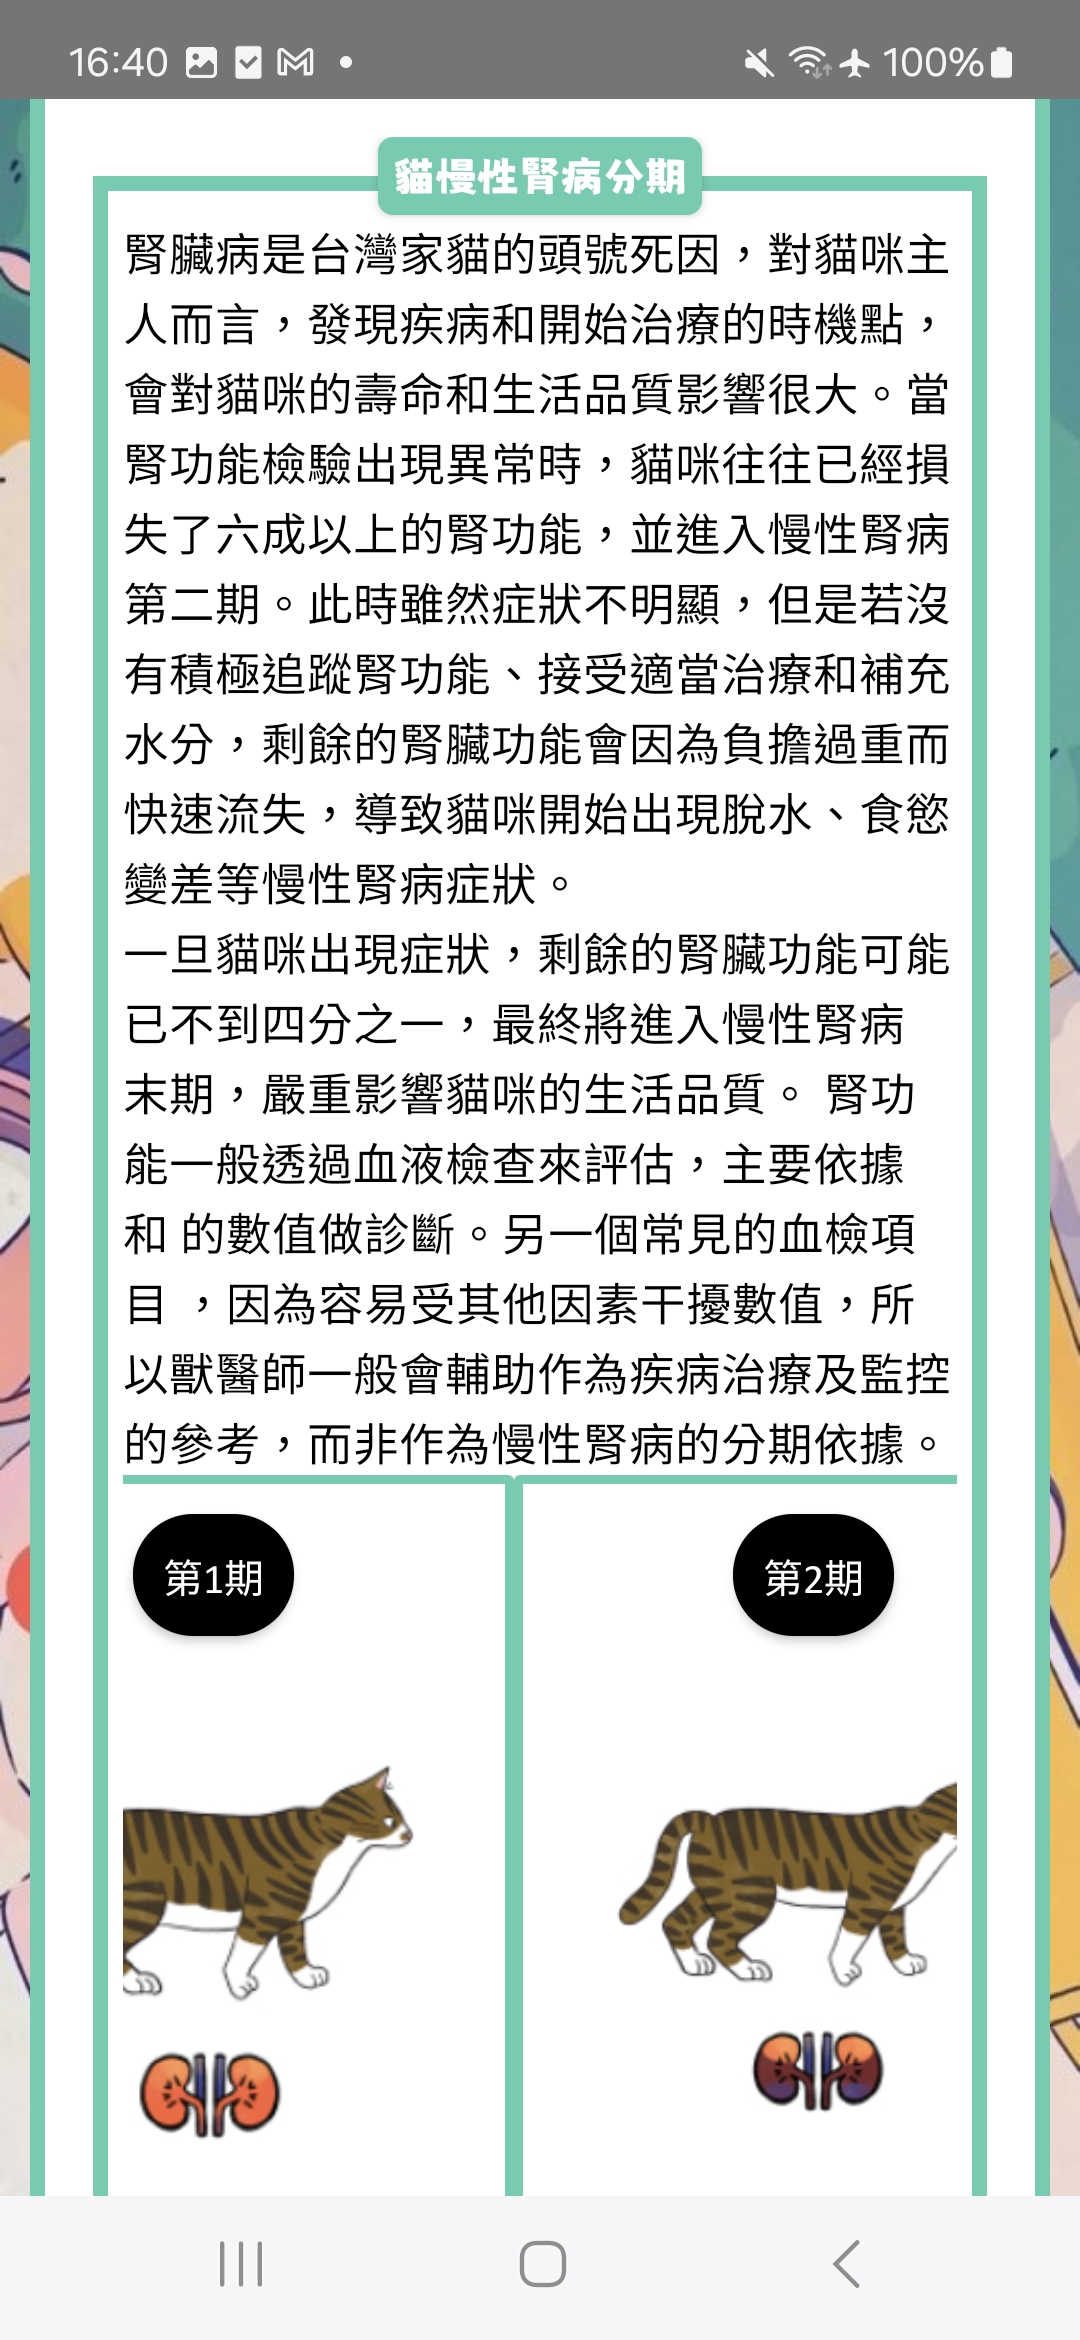 16:40
100%
貓慢性腎病分期
腎臟病是台灣家貓的頭號死因，對貓咪主
人而言，發現疾病和開始治療的時機點，
會對貓咪的壽命和生活品質影響很大。當
腎功能檢驗出現異常時，貓咪往往已經損
失了六成以上的腎功能，並進入慢性腎病
第二期。此時雖然症狀不明顯，但是若沒
有積極追蹤腎功能、接受適當治療和補充
水分，剩餘的腎臟功能會因為負擔過重而
快速流失，導致貓咪開始出現脫水、食慾
變差等慢性腎病症狀。
一旦貓咪出現症狀，剩餘的腎臟功能可能
已不到四分之一，最終將進入慢性腎病
末期，嚴重影響貓咪的生活品質。 腎功
能一般透過血液檢查來評估，主要依據
和 的數值做診斷。另一個常見的血檢項
目 ，因為容易受其他因素干擾數值，所
以獸醫師一般會輔助作為疾病治療及監控
的參考，而非作為慢性腎病的分期依據。
第1期
第2期